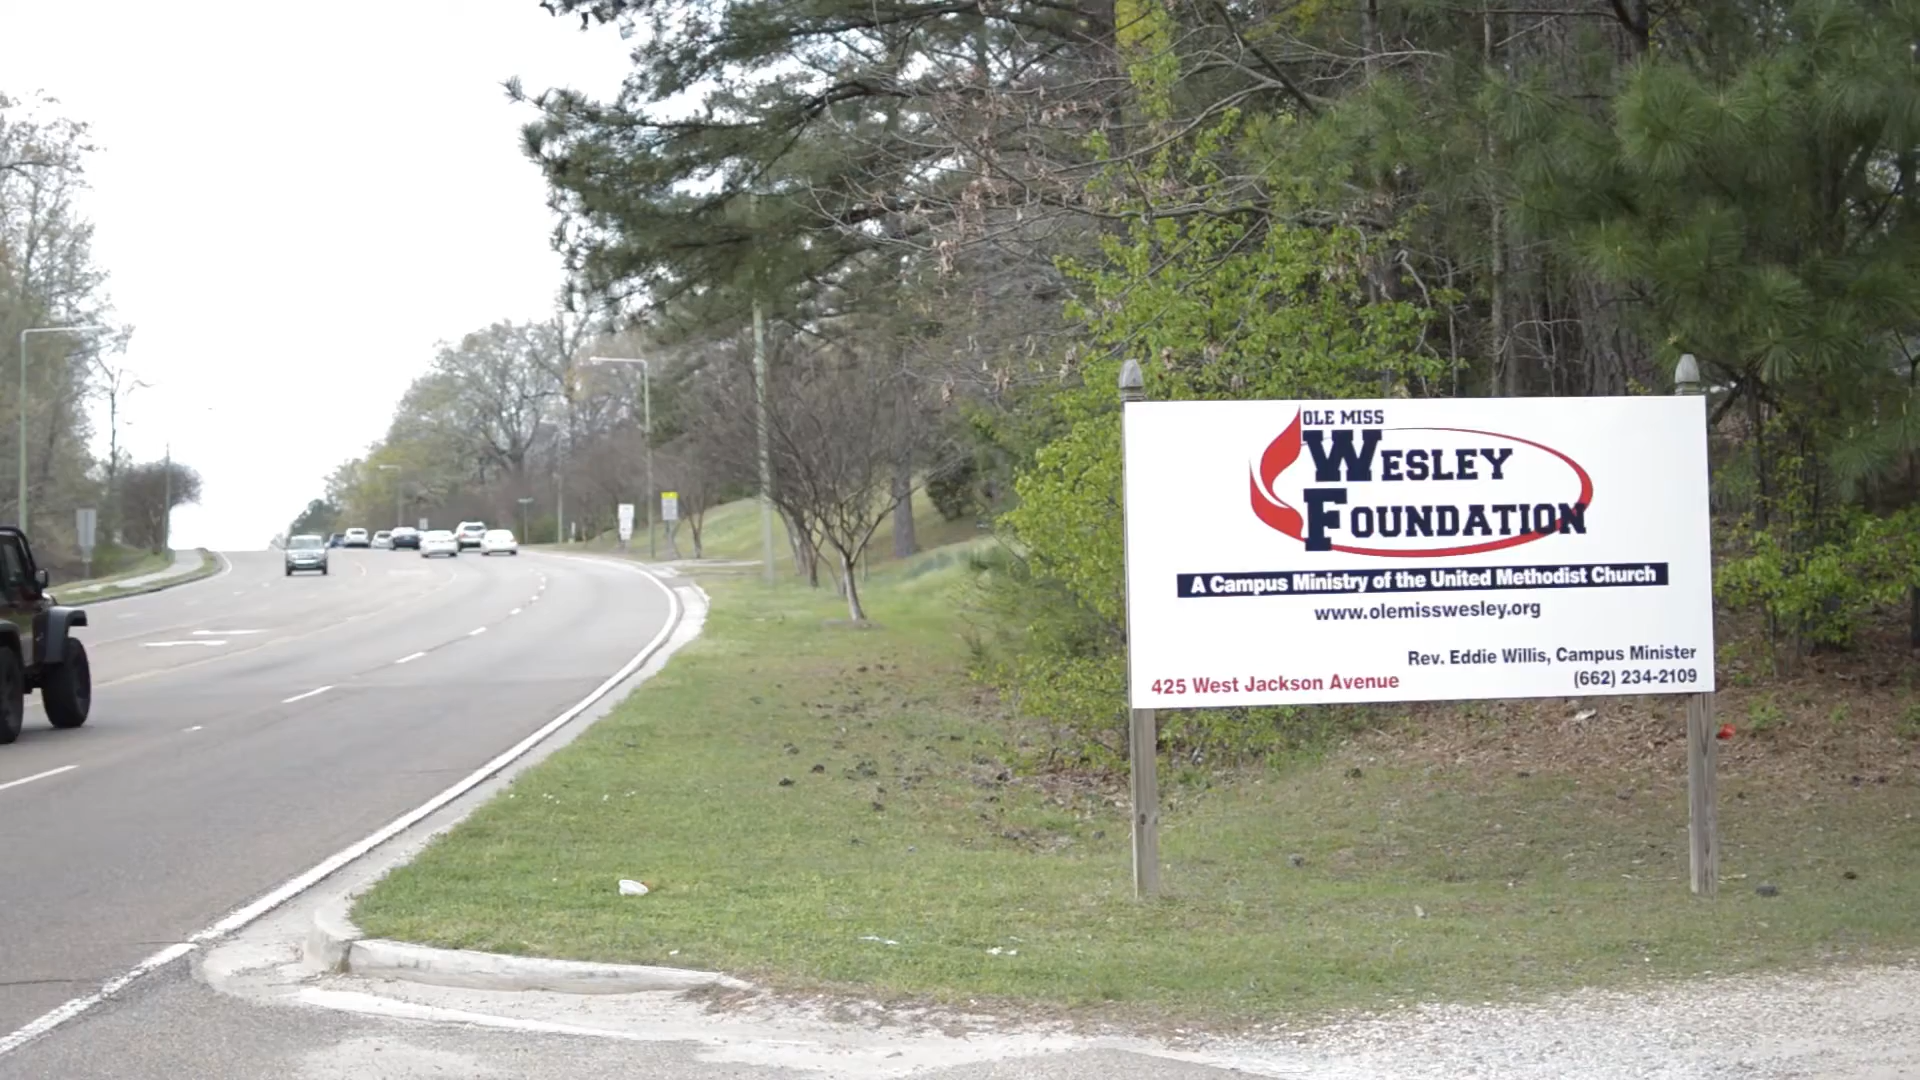 OLE MISS
WESLEY
FOUNDATION
A Campus Ministry of the United Methodist Church
www.olemisswesley.org
Rev. Eddie Willis, Campus Minister
425 West Jackson Avenue
(662) 234-2109